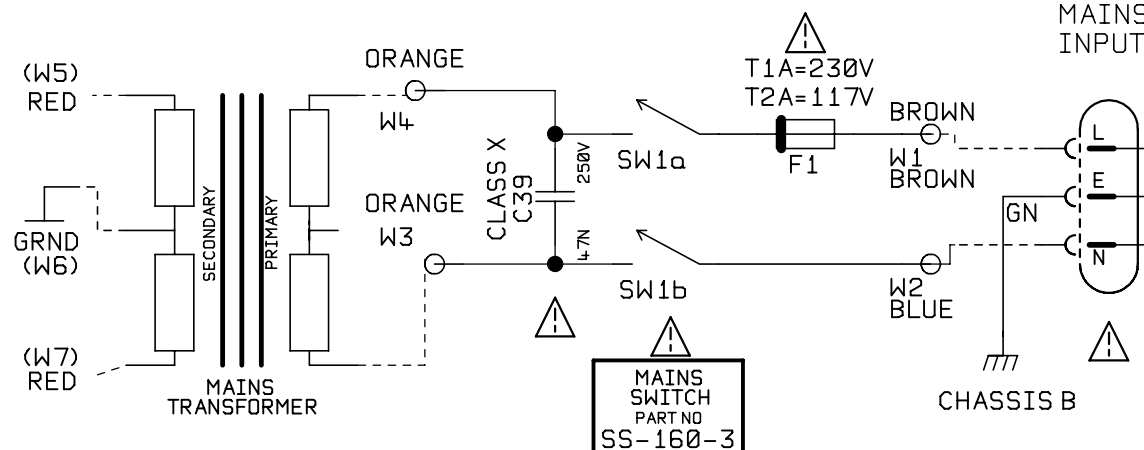 MAINS
INPUT
(W5)
RED
ORANGE
W4
T1A=230V
T2A=117V
F1
BROWN
W1
BROWN
L
E
N
GN
SW1a
CLASS X
C39
250V
47N
ORANGE
W3
SECONDARY
PRIMARY
GRND
(W6)
SW1b
W2
BLUE
(W7)
RED
MAINS
TRANSFORMER
MAINS
SWITCH
PART NO
SS-160-3
CHASSIS B